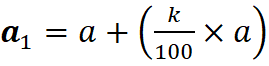 a₁ = a + (k/100 × a)